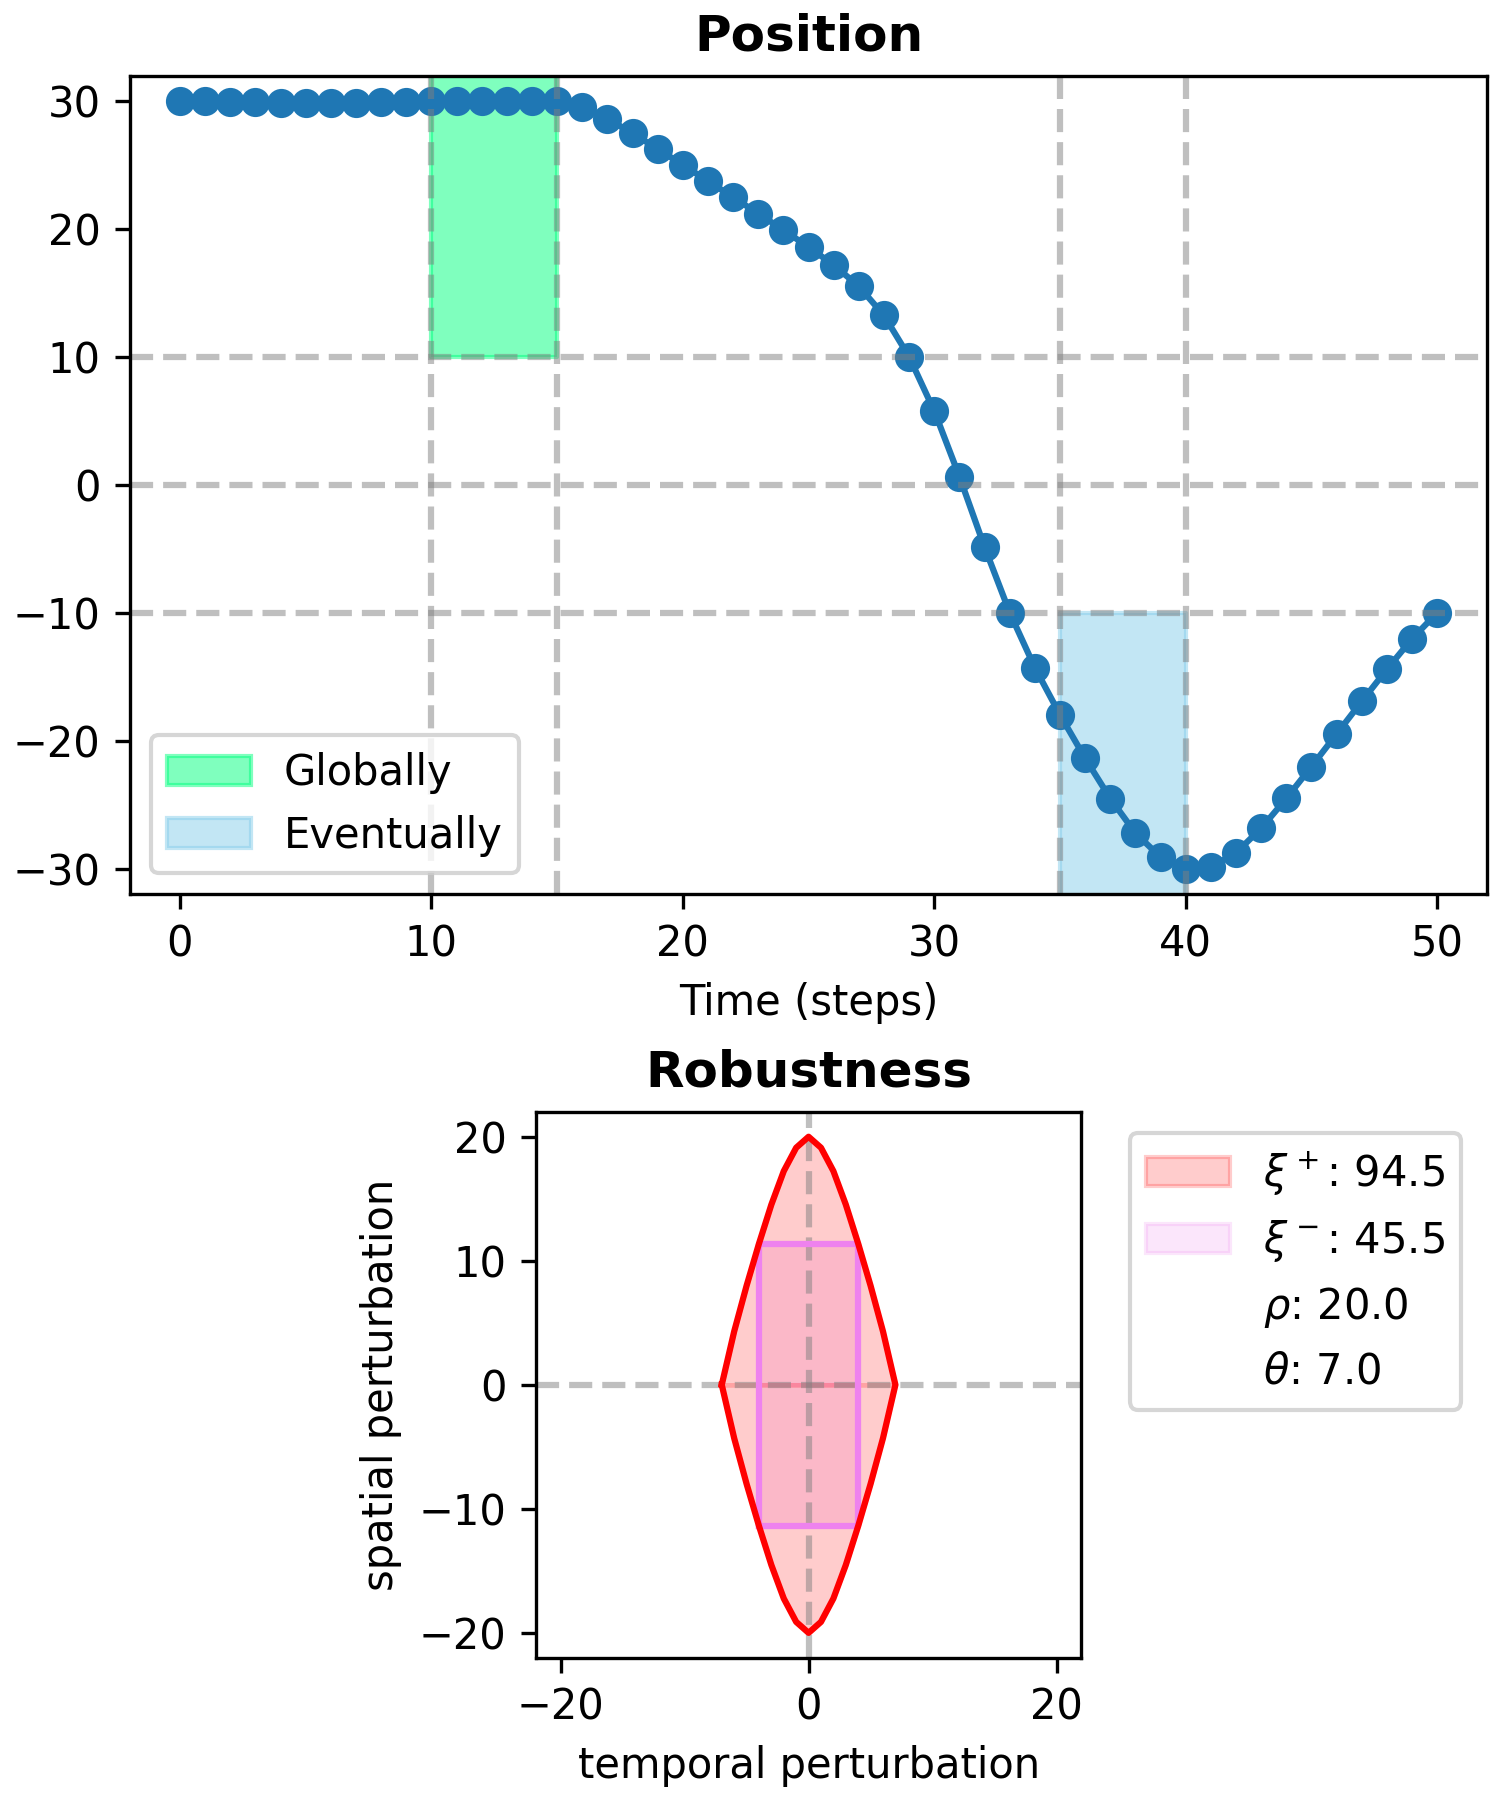 Position
30
20
10
0
−10
−20
−30
Globally
Eventually
0 10 20 30 40 50
Time (steps)
Robustness
20
10
0
−10
−20
spatial perturbation
−20 0 20
temporal perturbation
ξ⁺: 94.5
ξ⁻: 45.5
ρ: 20.0
θ: 7.0